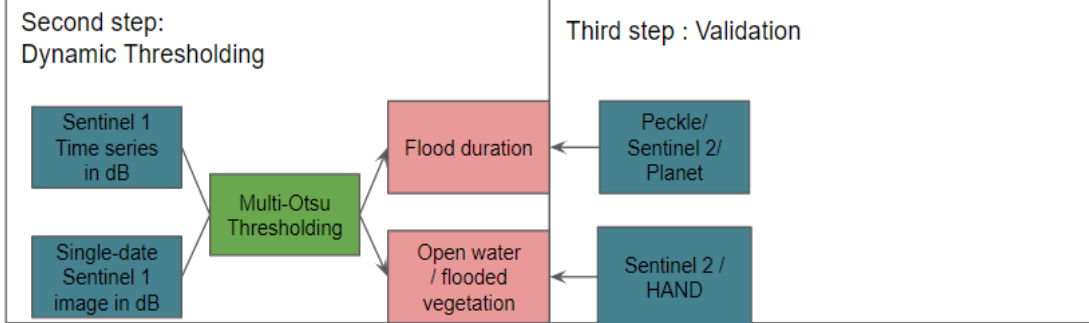 Second step:
Dynamic Thresholding
Third step : Validation
Sentinel 1
Time series
in dB
Flood duration
Peckle/
Sentinel 2/
Planet
Multi-Otsu
Thresholding
Single-date
Sentinel 1
image in dB
Open water
/ flooded
vegetation
Sentinel 2 /
HAND